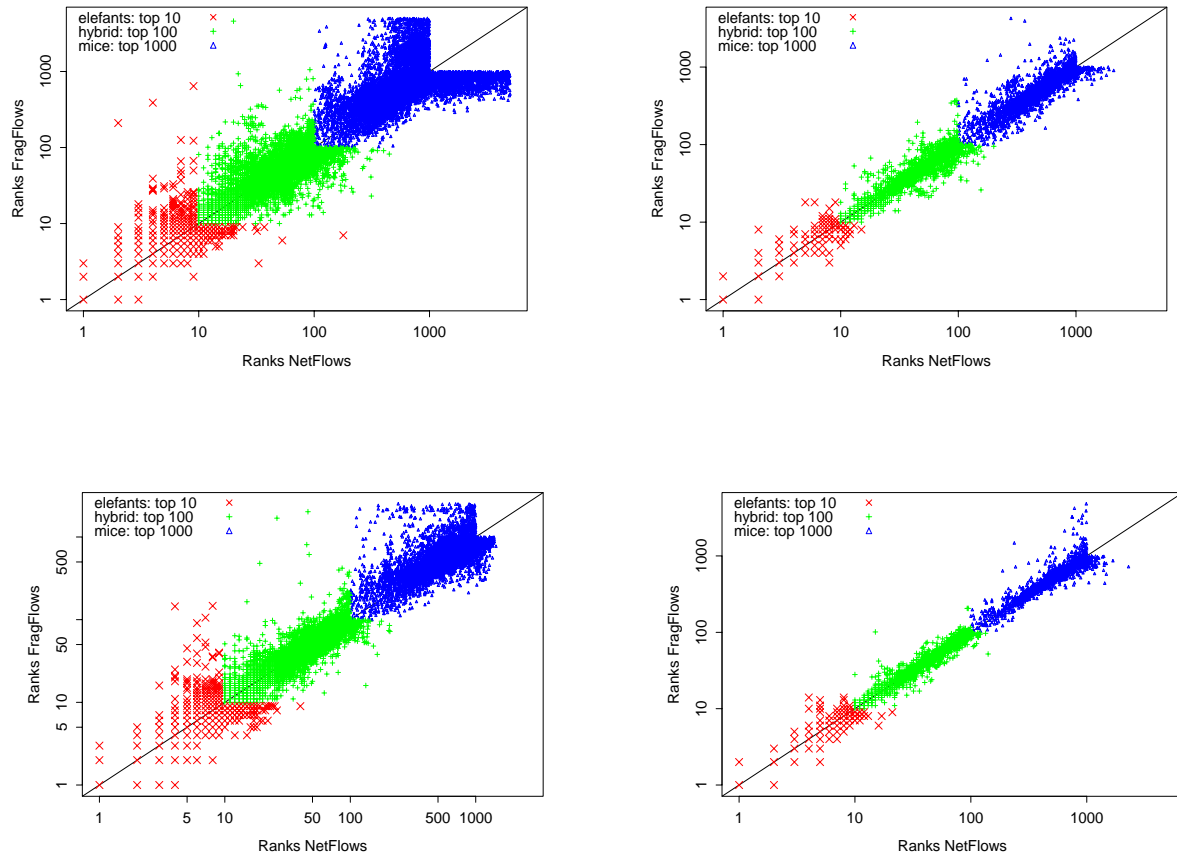 elefants: top 10
hybrid: top 100
mice: top 1000
Ranks FragFlows
1000
100
10
1
1 10 100 1000
Ranks NetFlows
elefants: top 10
hybrid: top 100
mice: top 1000
Ranks FragFlows
1000
100
10
1
1 10 100 1000
Ranks NetFlows
elefants: top 10
hybrid: top 100
mice: top 1000
Ranks FragFlows
500
50
10
5
1
1 5 10 50 100 500 1000
Ranks NetFlows
elefants: top 10
hybrid: top 100
mice: top 1000
Ranks FragFlows
1000
100
10
1
1 10 100 1000
Ranks NetFlows